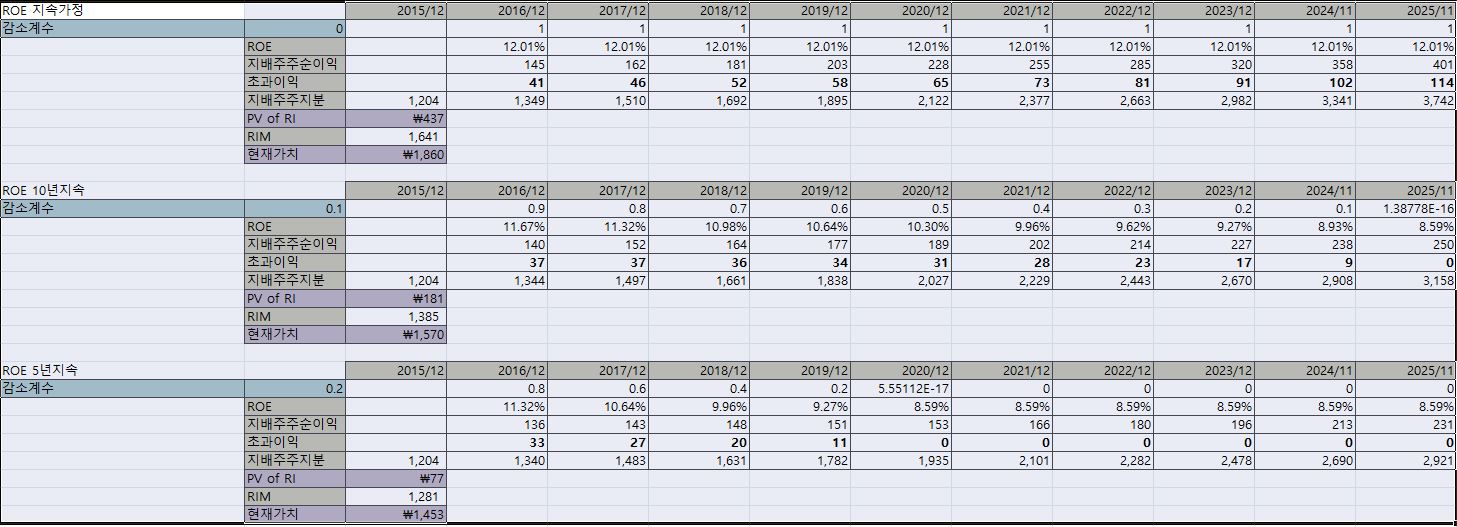 ROE 지속가정 2015/12 2016/12 2017/12 2018/12 2019/12 2020/12 2021/12 2022/12 2023/12 2024/11 2025/11
감소계수 0 1 1 1 1 1 1 1 1 1 1
ROE 12.01% 12.01% 12.01% 12.01% 12.01% 12.01% 12.01% 12.01% 12.01% 12.01%
지배주주순이익 145 162 181 203 228 255 285 320 358 401
초과이익 41 46 52 58 65 73 81 91 102 114
지배주주지분 1,204 1,349 1,510 1,692 1,895 2,122 2,377 2,663 2,982 3,341 3,742
PV of RI ₩437
RIM 1,641
현재가치 ₩1,860
ROE 10년지속 2015/12 2016/12 2017/12 2018/12 2019/12 2020/12 2021/12 2022/12 2023/12 2024/11 2025/11
감소계수 0.1 0.9 0.8 0.7 0.6 0.5 0.4 0.3 0.2 0.1 1.38778E-16
ROE 11.67% 11.32% 10.98% 10.64% 10.30% 9.96% 9.62% 9.27% 8.93% 8.59%
지배주주순이익 140 152 164 177 189 202 214 227 238 250
초과이익 37 37 36 34 31 28 23 17 9 0
지배주주지분 1,204 1,344 1,497 1,661 1,838 2,027 2,229 2,443 2,670 2,908 3,158
PV of RI ₩181
RIM 1,385
현재가치 ₩1,570
ROE 5년지속 2015/12 2016/12 2017/12 2018/12 2019/12 2020/12 2021/12 2022/12 2023/12 2024/11 2025/11
감소계수 0.2 0.8 0.6 0.4 0.2 5.55112E-17 0 0 0 0 0
ROE 11.32% 10.64% 9.96% 9.27% 8.59% 8.59% 8.59% 8.59% 8.59% 8.59%
지배주주순이익 136 143 148 151 153 166 180 196 213 231
초과이익 33 27 20 11 0 0 0 0 0 0
지배주주지분 1,204 1,340 1,483 1,631 1,782 1,935 2,101 2,282 2,478 2,690 2,921
PV of RI ₩77
RIM 1,281
현재가치 ₩1,453